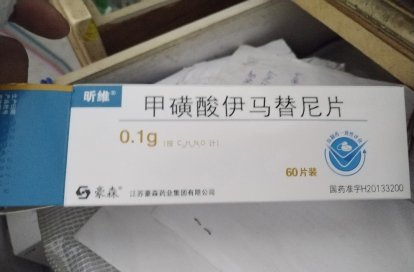 昕维®
甲磺酸伊马替尼片
0.1g
60片装
豪森®
江苏豪森药业集团有限公司
国药准字H20133200